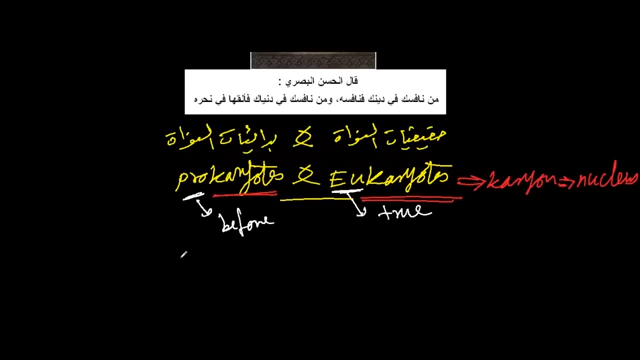 قال الحسن البصري :
من نافسك في دينك فنافسه، ومن نافسك في دنياك فألقها في نحره
حقيقيات النواة & بدائيات النواة
prokaryotes & Eukaryotes ⇒ karyon ⇒ nucleus
before true